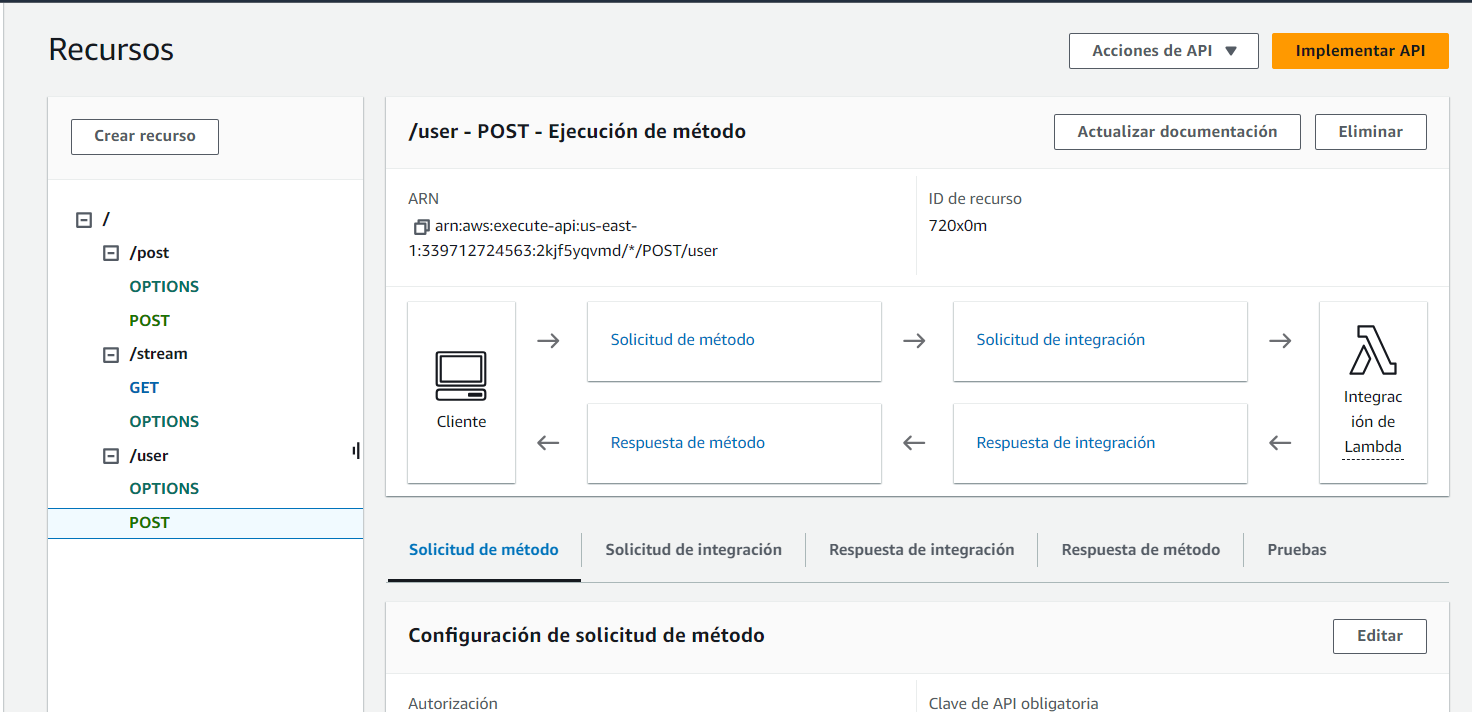 Recursos
Acciones de API
Implementar API
Crear recurso
/
/post
OPTIONS
POST
/stream
GET
OPTIONS
/user
OPTIONS
POST
/user - POST - Ejecución de método
Actualizar documentación
Eliminar
ARN
arn:aws:execute-api:us-east-
1:339712724563:2kjf5yqvmd/*/POST/user
ID de recurso
720x0m
Cliente
Solicitud de método
Solicitud de integración
Respuesta de método
Respuesta de integración
Integrac
ión de
Lambda
Solicitud de método
Solicitud de integración
Respuesta de integración
Respuesta de método
Pruebas
Configuración de solicitud de método
Editar
Autorización
Clave de API obligatoria